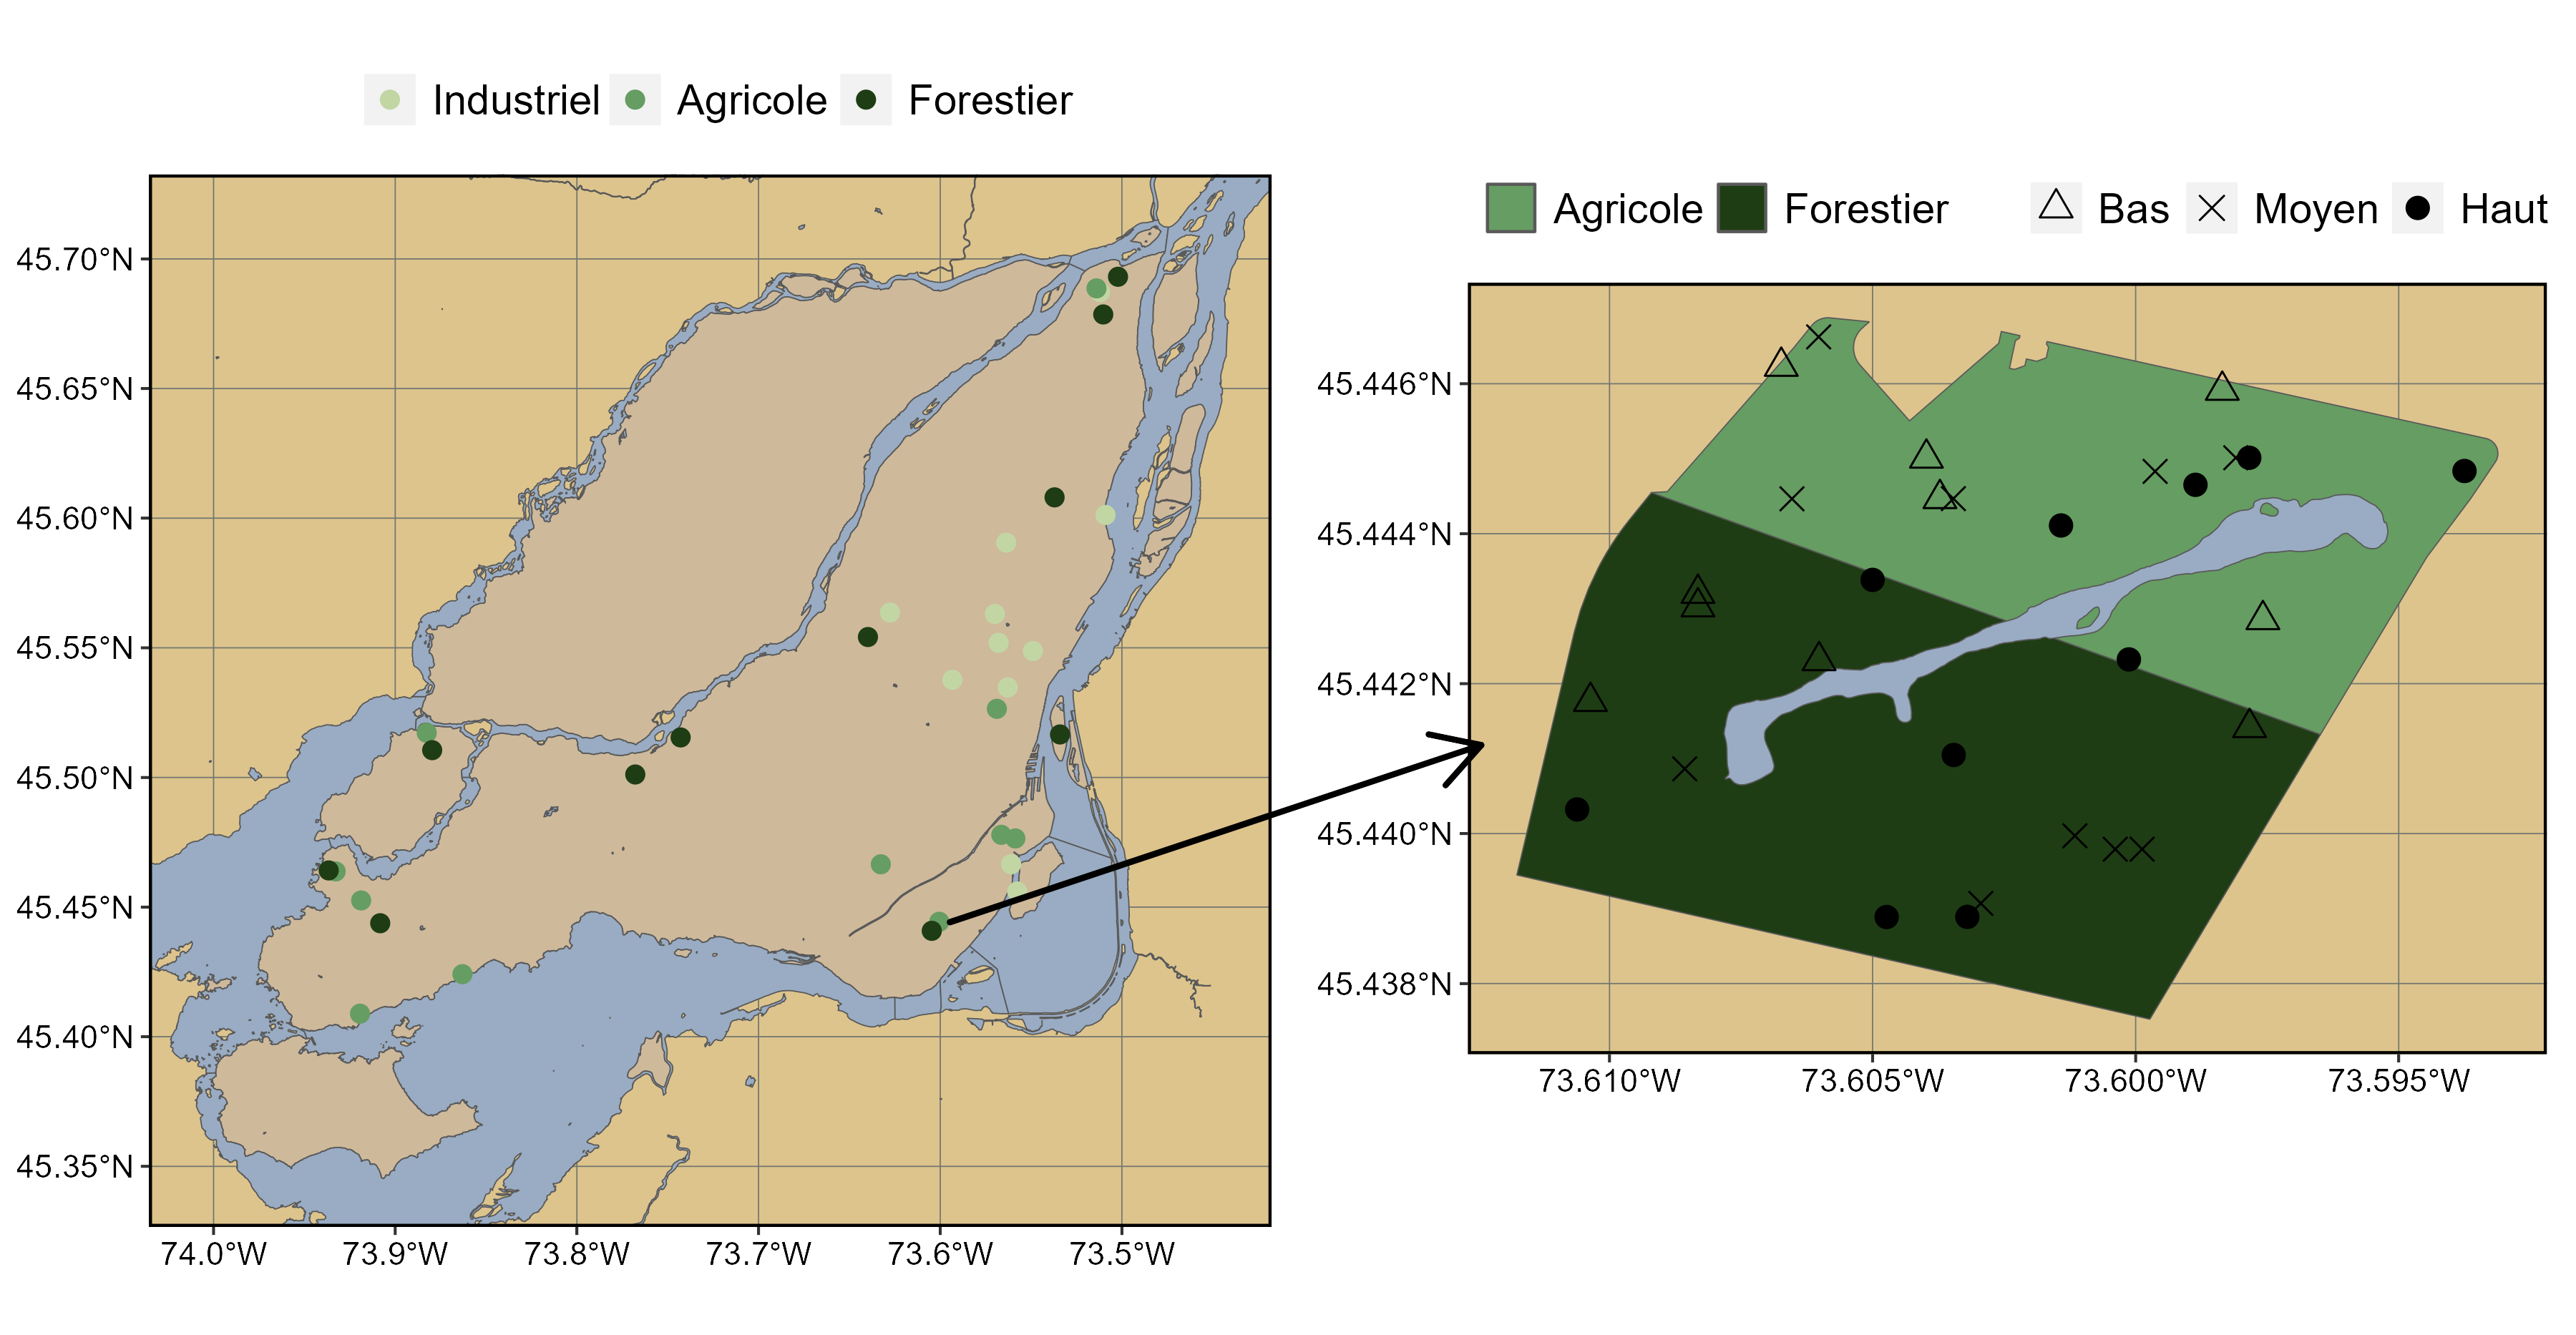 Industriel Agricole Forestier
Agricole Forestier Bas Moyen Haut
45.70°N
45.65°N
45.60°N
45.55°N
45.50°N
45.45°N
45.40°N
45.35°N
74.0°W 73.9°W 73.8°W 73.7°W 73.6°W 73.5°W
45.446°N
45.444°N
45.442°N
45.440°N
45.438°N
73.610°W 73.605°W 73.600°W 73.595°W